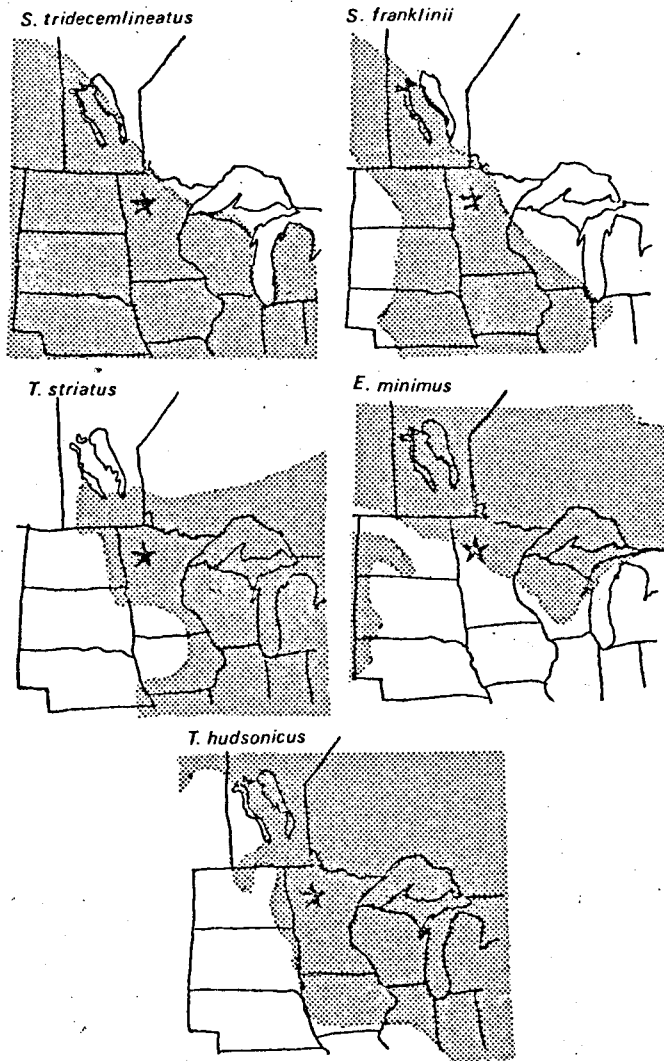 S. tridecemlineatus
S. franklinii
T. striatus
E. minimus
T. hudsonicus